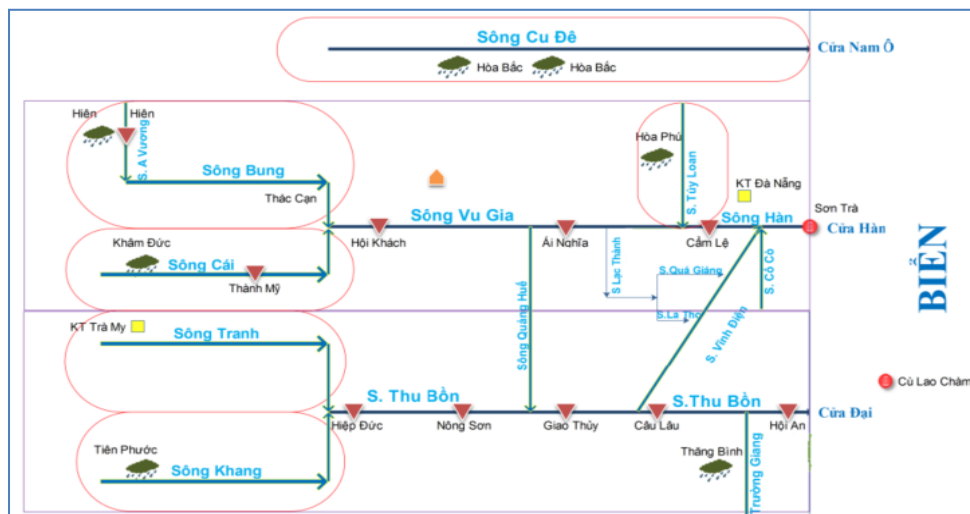 Sông Cu Đê
Cửa Nam Ô
Hòa Bắc
Hòa Bắc
Hiên
Hiên
S. A Vương
Sông Bung
Thác Cạn
Hòa Phú
S. Túy Loan
KT Đà Nẵng
Sơn Trà
Sông Vu Gia
Sông Hàn
Cửa Hàn
Hội Khách
Ái Nghĩa
Cẩm Lệ
Khâm Đức
Sông Cái
Thành Mỹ
S Lạc Thành
S.Quá Giáng
S.La Thọ
S. Cổ Cò
S. Vĩnh Điện
Sông Quảng Huế
BIỂN
KT Trà My
Sông Tranh
Cù Lao Chàm
S. Thu Bồn
S.Thu Bồn
Cửa Đại
Hiệp Đức
Nông Sơn
Giao Thủy
Câu Lâu
Hội An
Tiên Phước
Sông Khang
Thăng Bình
Trường Giang